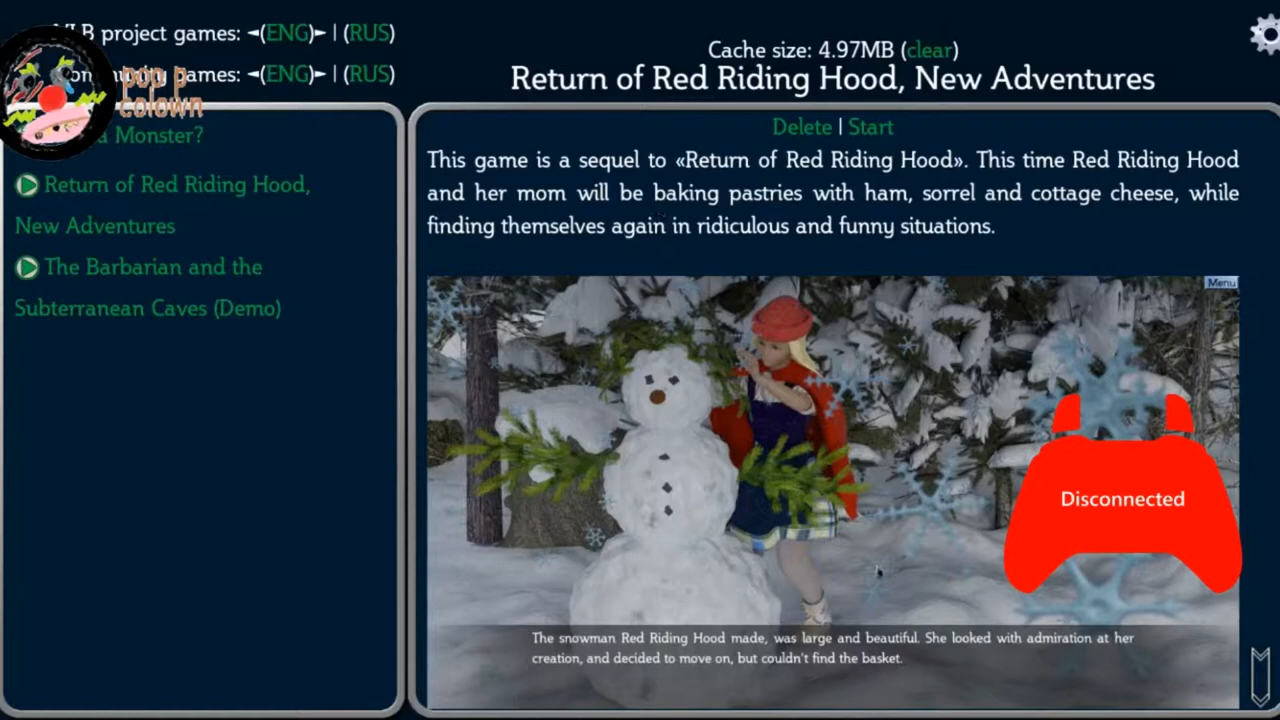 project games: ◄(ENG)► | (RUS)
games: ◄(ENG)► | (RUS)
pop p
colown
a Monster?
Return of Red Riding Hood,
New Adventures
The Barbarian and the
Subterranean Caves (Demo)
Cache size: 4.97MB (clear)
Return of Red Riding Hood, New Adventures
Delete | Start
This game is a sequel to «Return of Red Riding Hood». This time Red Riding Hood
and her mom will be baking pastries with ham, sorrel and cottage cheese, while
finding themselves again in ridiculous and funny situations.
Menu
Disconnected
The snowman Red Riding Hood made, was large and beautiful. She looked with admiration at her
creation, and decided to move on, but couldn't find the basket.